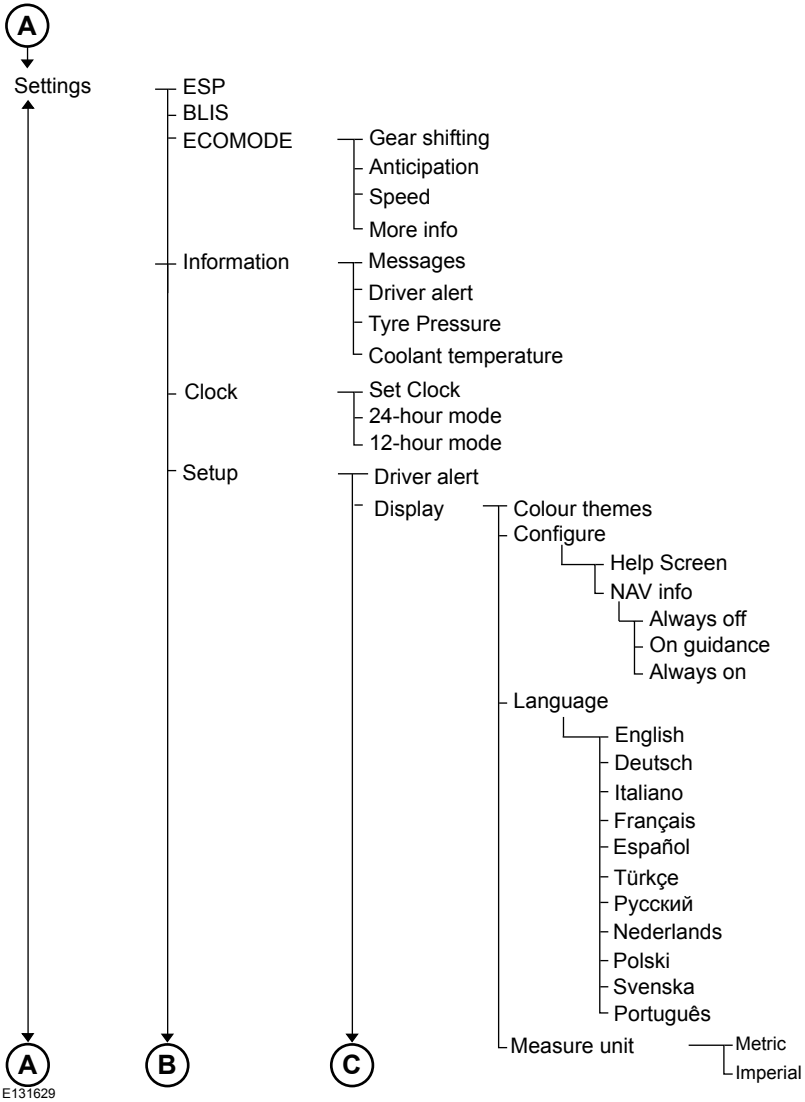 A
Settings
ESP
BLIS
ECOMODE
Gear shifting
Anticipation
Speed
More info
Information
Messages
Driver alert
Tyre Pressure
Coolant temperature
Clock
Set Clock
24-hour mode
12-hour mode
Setup
Driver alert
Display
Colour themes
Configure
Help Screen
NAV info
Always off
On guidance
Always on
Language
English
Deutsch
Italiano
Français
Español
Türkçe
Русский
Nederlands
Polski
Svenska
Português
Measure unit
Metric
Imperial
A
B
C
E131629